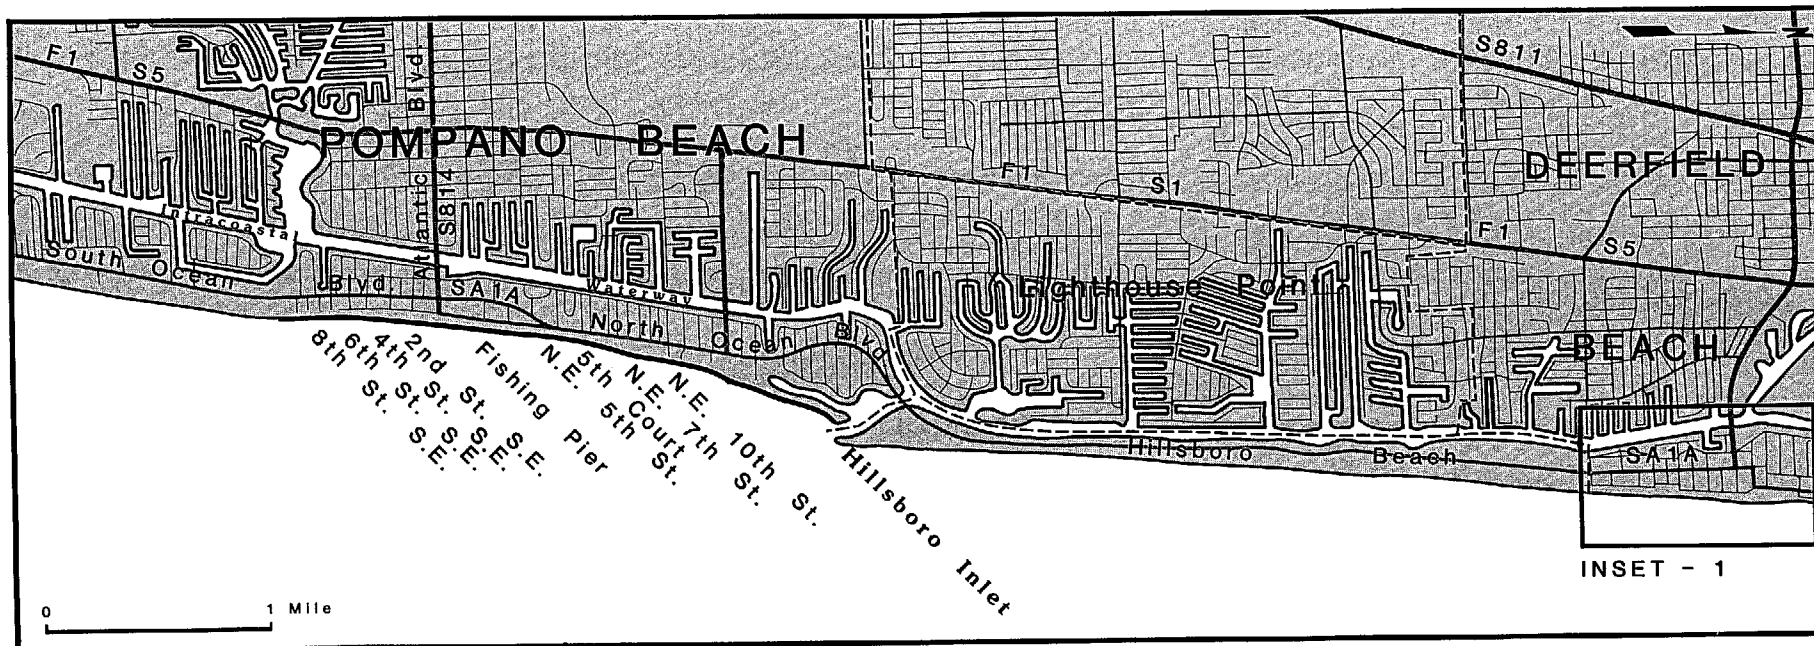 F1
S5
Atlantic Blvd.
S814
S811
POMPANO BEACH
DEERFIELD
BEACH
F1
S1
F1
S5
Intracoastal
Waterway
South Ocean Blvd.
SA1A
North Ocean Blvd
Lighthouse Point
Hillsboro Beach
SA1A
8th St. S.E.
6th St. S.E.
4th St. S.E.
2nd St. S.E.
Fishing Pier
N.E. 5th St.
5th Court
N.E. 7th St.
N.E. 10th St.
Hillsboro Inlet
INSET - 1
0 1 Mile